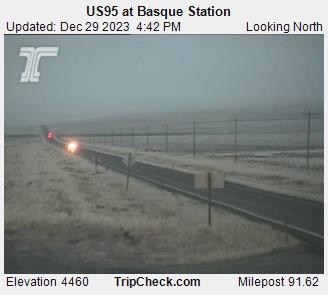 US95 at Basque Station
Updated: Dec 29 2023 4:42 PM Looking North
Elevation 4460 TripCheck.com Milepost 91.62